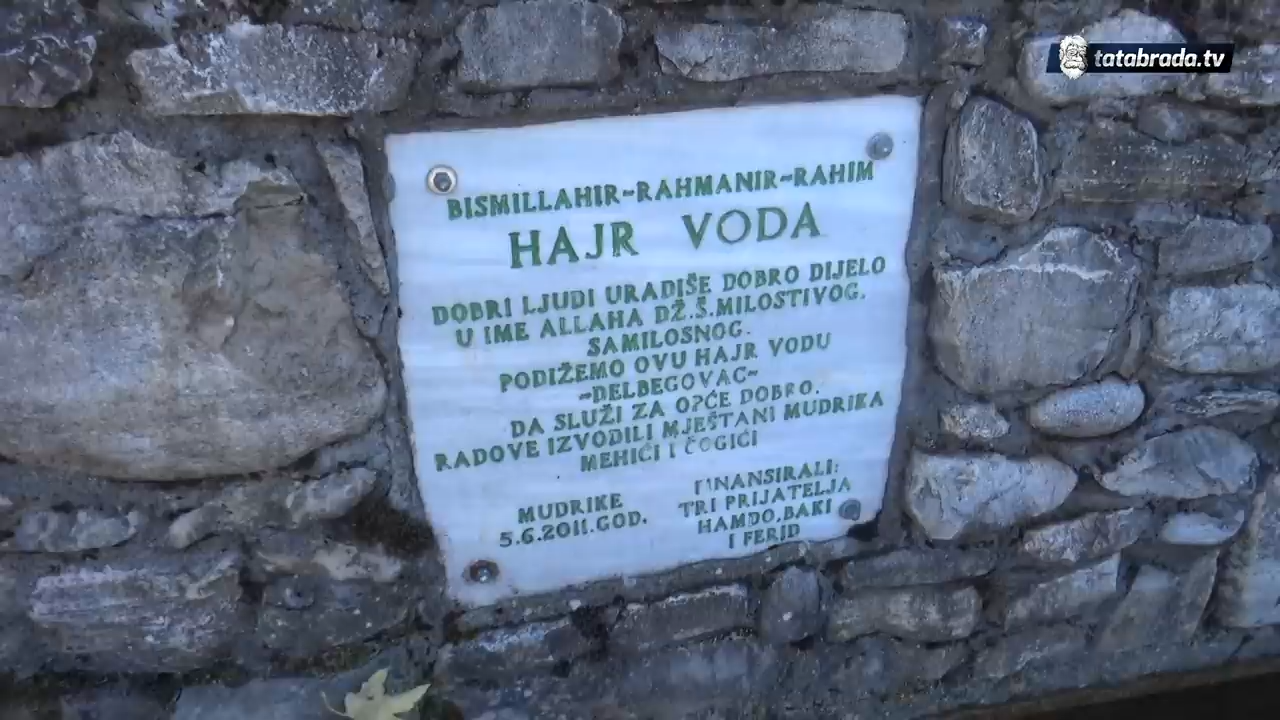 tatabrada.tv
BISMILLAHIR-RAHMANIR-RAHIM
HAJR VODA
DOBRI LJUDI URADIŠE DOBRO DIJELO
U IME ALLAHA DŽ.Š.MILOSTIVOG.
SAMILOSNOG.
PODIŽEMO OVU HAJR VODU
~DELBEGOVAC~
DA SLUŽI ZA OPĆE DOBRO.
RADOVE IZVODILI MJEŠTANI MUDRIKA
MEHIĆI I ČOGIĆI
MUDRIKE
5.6.2011.GOD.
FINANSIRALI:
TRI PRIJATELJA
HAMDO,BAKI
I FERID